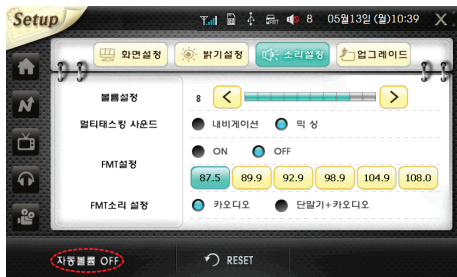 Setup 8 05월13일 (월)10:39 X
화면설정 밝기설정 소리설정 업그레이드
볼륨설정 8 < >
멀티태스킹 사운드 내비게이션 믹 싱
FMT설정 ON OFF
87.5 89.9 92.9 98.9 104.9 108.0
FMT소리 설정 카오디오 단말기+카오디오
자동볼륨 OFF RESET